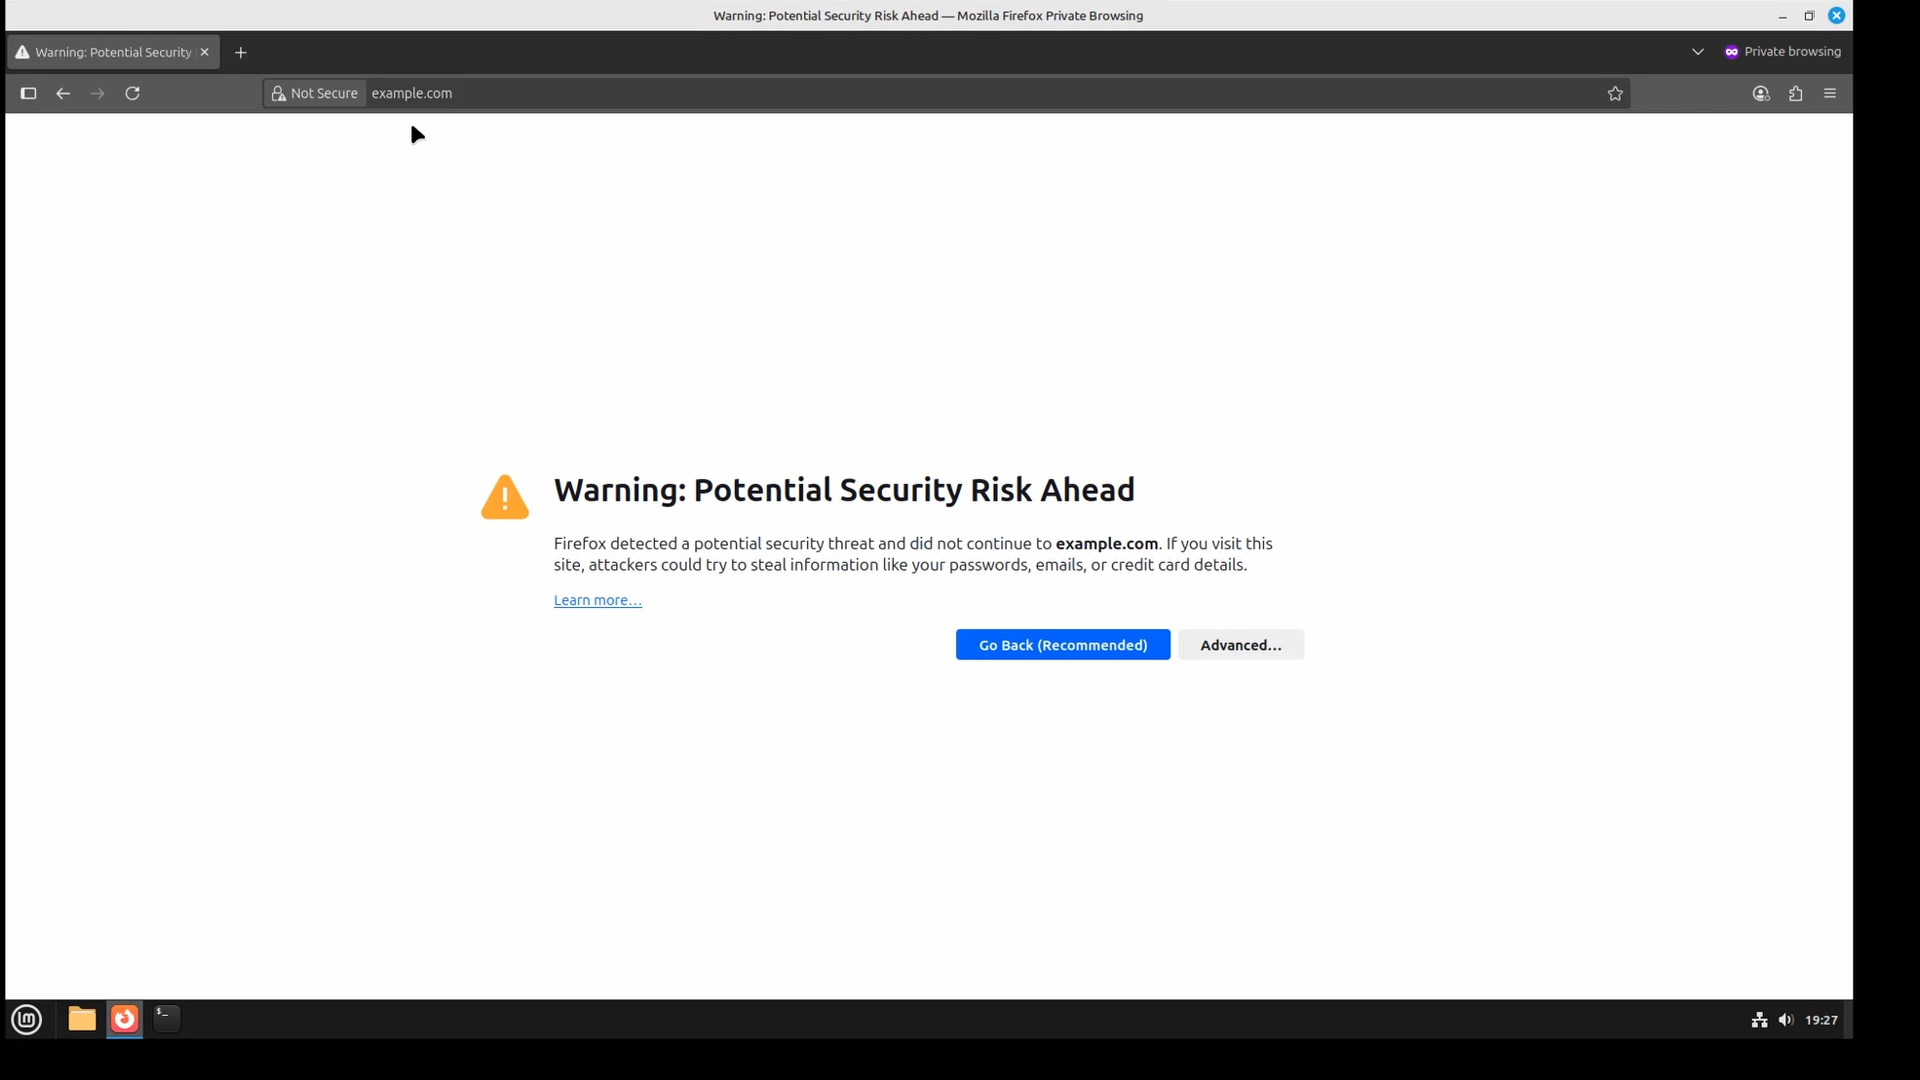 Warning: Potential Security Risk Ahead — Mozilla Firefox Private Browsing
Warning: Potential Security
Private browsing
Not Secure example.com
Warning: Potential Security Risk Ahead
Firefox detected a potential security threat and did not continue to example.com. If you visit this
site, attackers could try to steal information like your passwords, emails, or credit card details.
Learn more…
Go Back (Recommended) Advanced…
19:27